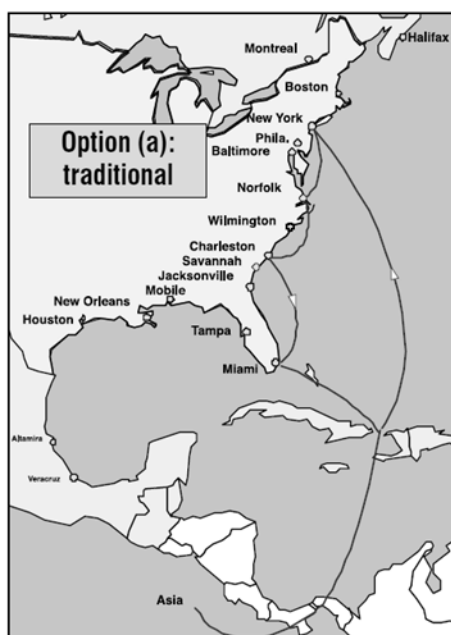 Halifax
Montreal
Boston
New York
Phila.
Baltimore
Option (a):
traditional
Norfolk
Wilmington
Charleston
Savannah
Jacksonville
Mobile
New Orleans
Houston
Tampa
Miami
Altamira
Veracruz
Asia